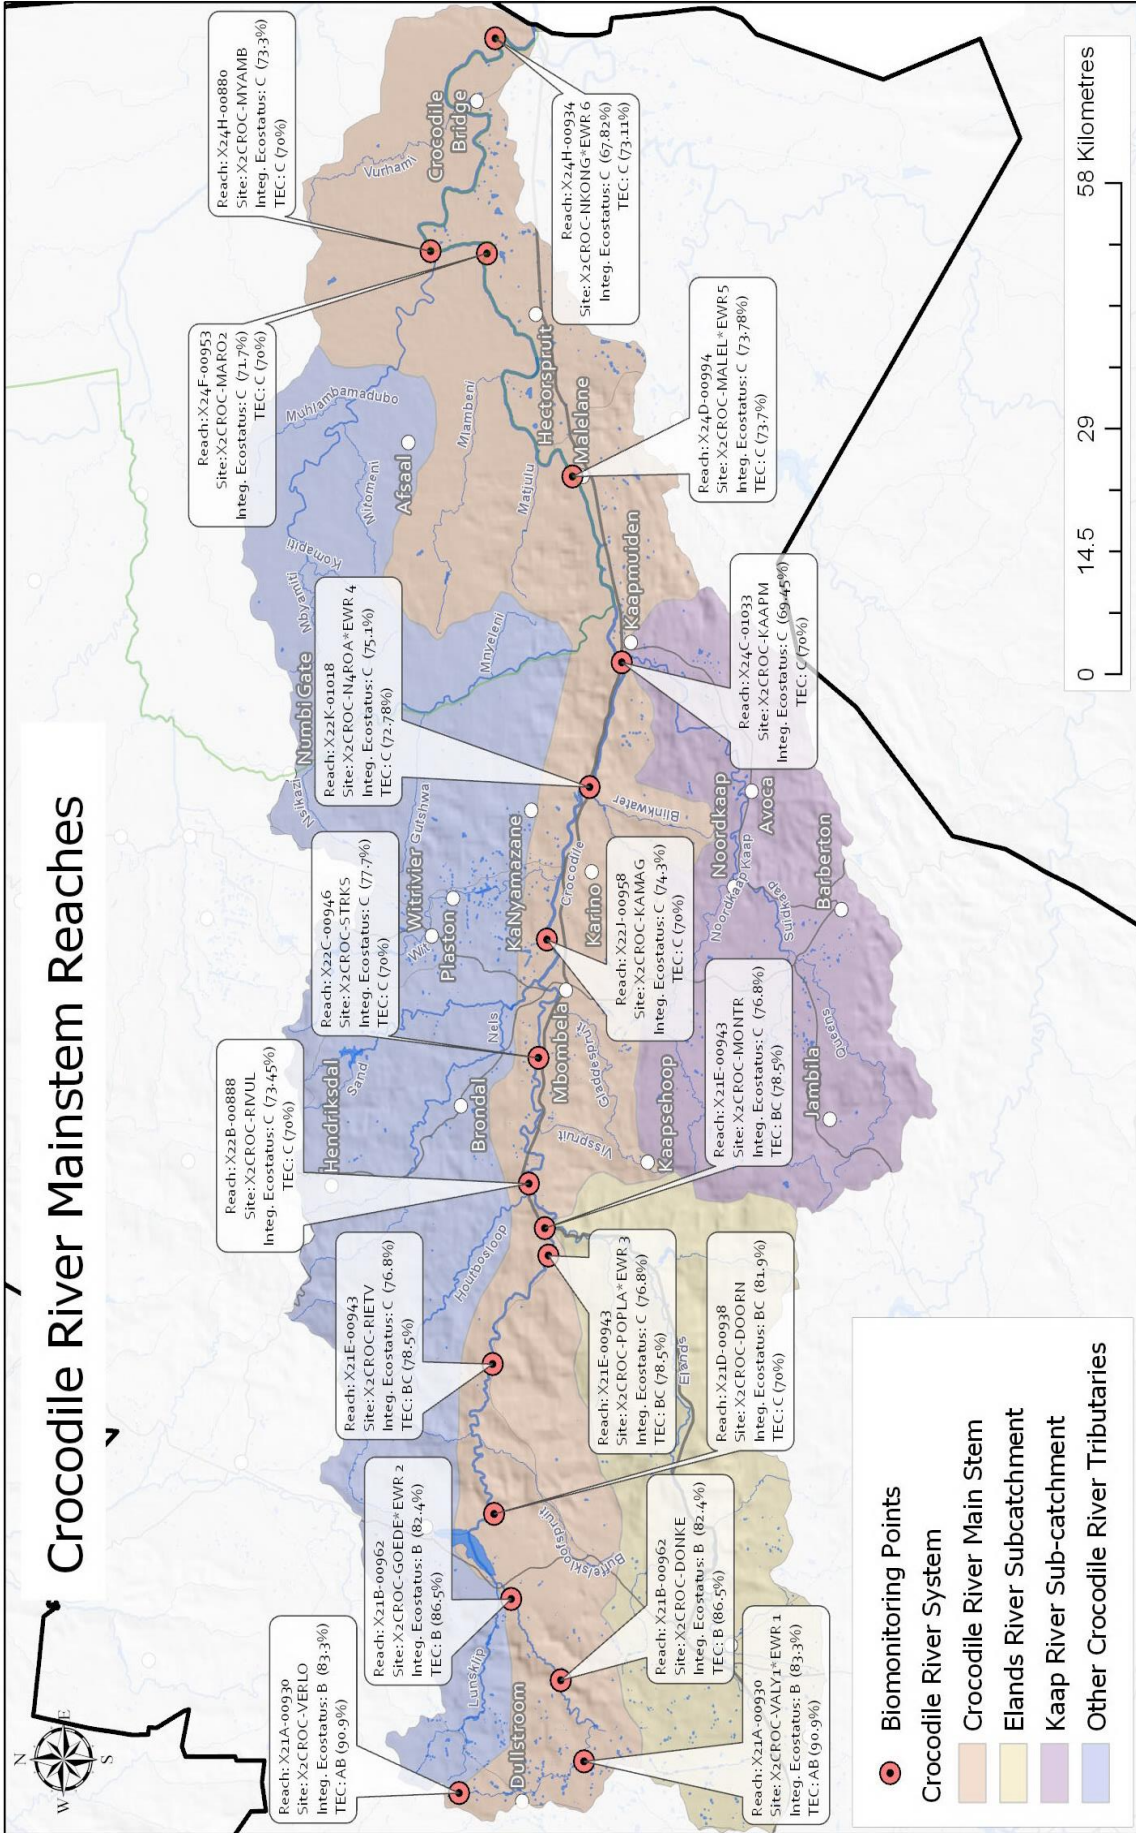 Crocodile River Mainstem Reaches
N
W
E
S
Reach: X21A-00930
Site: X2CROC-VERLO
Integ. Ecostatus: B (83.3%)
TEC: AB (90.9%)
Reach: X21B-00962
Site: X2CROC-GOEDE*EWR 2
Integ. Ecostatus: B (82.4%)
TEC: B (86.5%)
Reach: X21E-00943
Site: X2CROC-RIETV
Integ. Ecostatus: C (76.8%)
TEC: BC (78.5%)
Reach: X22B-00888
Site: X2CROC-RIVUL
Integ. Ecostatus: C (73.45%)
TEC: C (70%)
Reach: X22C-00946
Site: X2CROC-STRKS
Integ. Ecostatus: C (77.7%)
TEC: C (70%)
Reach: X22K-01018
Site: X2CROC-N4ROA*EWR 4
Integ. Ecostatus: C (75.1%)
TEC: C (72.78%)
Reach: X24F-00953
Site: X2CROC-MARO2
Integ. Ecostatus: C (71.7%)
TEC: C (70%)
Reach: X24H-00880
Site: X2CROC-MYAMB
Integ. Ecostatus: C (73.3%)
TEC: C (70%)
Reach: X21A-00930
Site: X2CROC-VALY1*EWR 1
Integ. Ecostatus: B (83.3%)
TEC: AB (90.9%)
Reach: X21B-00962
Site: X2CROC-DONKE
Integ. Ecostatus: B (82.4%)
TEC: B (86.5%)
Reach: X21D-00938
Site: X2CROC-DOORN
Integ. Ecostatus: BC (81.9%)
TEC: C (70%)
Reach: X21E-00943
Site: X2CROC-POPLA*EWR 3
Integ. Ecostatus: C (76.8%)
TEC: BC (78.5%)
Reach: X21E-00943
Site: X2CROC-MONTR
Integ. Ecostatus: C (76.8%)
TEC: BC (78.5%)
Reach: X22J-00958
Site: X2CROC-KAMAG
Integ. Ecostatus: C (74.3%)
TEC: C (70%)
Reach: X24C-01033
Site: X2CROC-KAAPM
Integ. Ecostatus: C (69.45%)
TEC: C (70%)
Reach: X24D-00994
Site: X2CROC-MALEL*EWR 5
Integ. Ecostatus: C (73.78%)
TEC: C (73.7%)
Reach: X24H-00934
Site: X2CROC-NKONG*EWR 6
Integ. Ecostatus: C (67.82%)
TEC: C (73.11%)
Dullstroom
Lunsklip
Buffelskloofspruit
Elands
Houtbosloop
Hendriksdal
Sand
Brondal
Nels
Wit
Witrivier
Plaston
Gutshwa
Nsikazi
Numbi Gate
KaNyamazane
Mbombela
Visspruit
Gladdespruit
Kaapsehoop
Karino
Crocodile
Blinkwater
Noordkaap
Noordkaap Kaap
Avoca
Suidkaap
Barberton
Queens
Jambila
Mbyamiti
Komapiti
Mitomeni
Muhlambamadubo
Afsaal
Mnyeleni
Mlambeni
Matjulu
Kaapmuiden
Malelane
Hectorspruit
Vurhami
Crocodile
Bridge
Biomonitoring Points
Crocodile River System
Crocodile River Main Stem
Elands River Subcatchment
Kaap River Sub-catchment
Other Crocodile River Tributaries
0 14.5 29 58 Kilometres